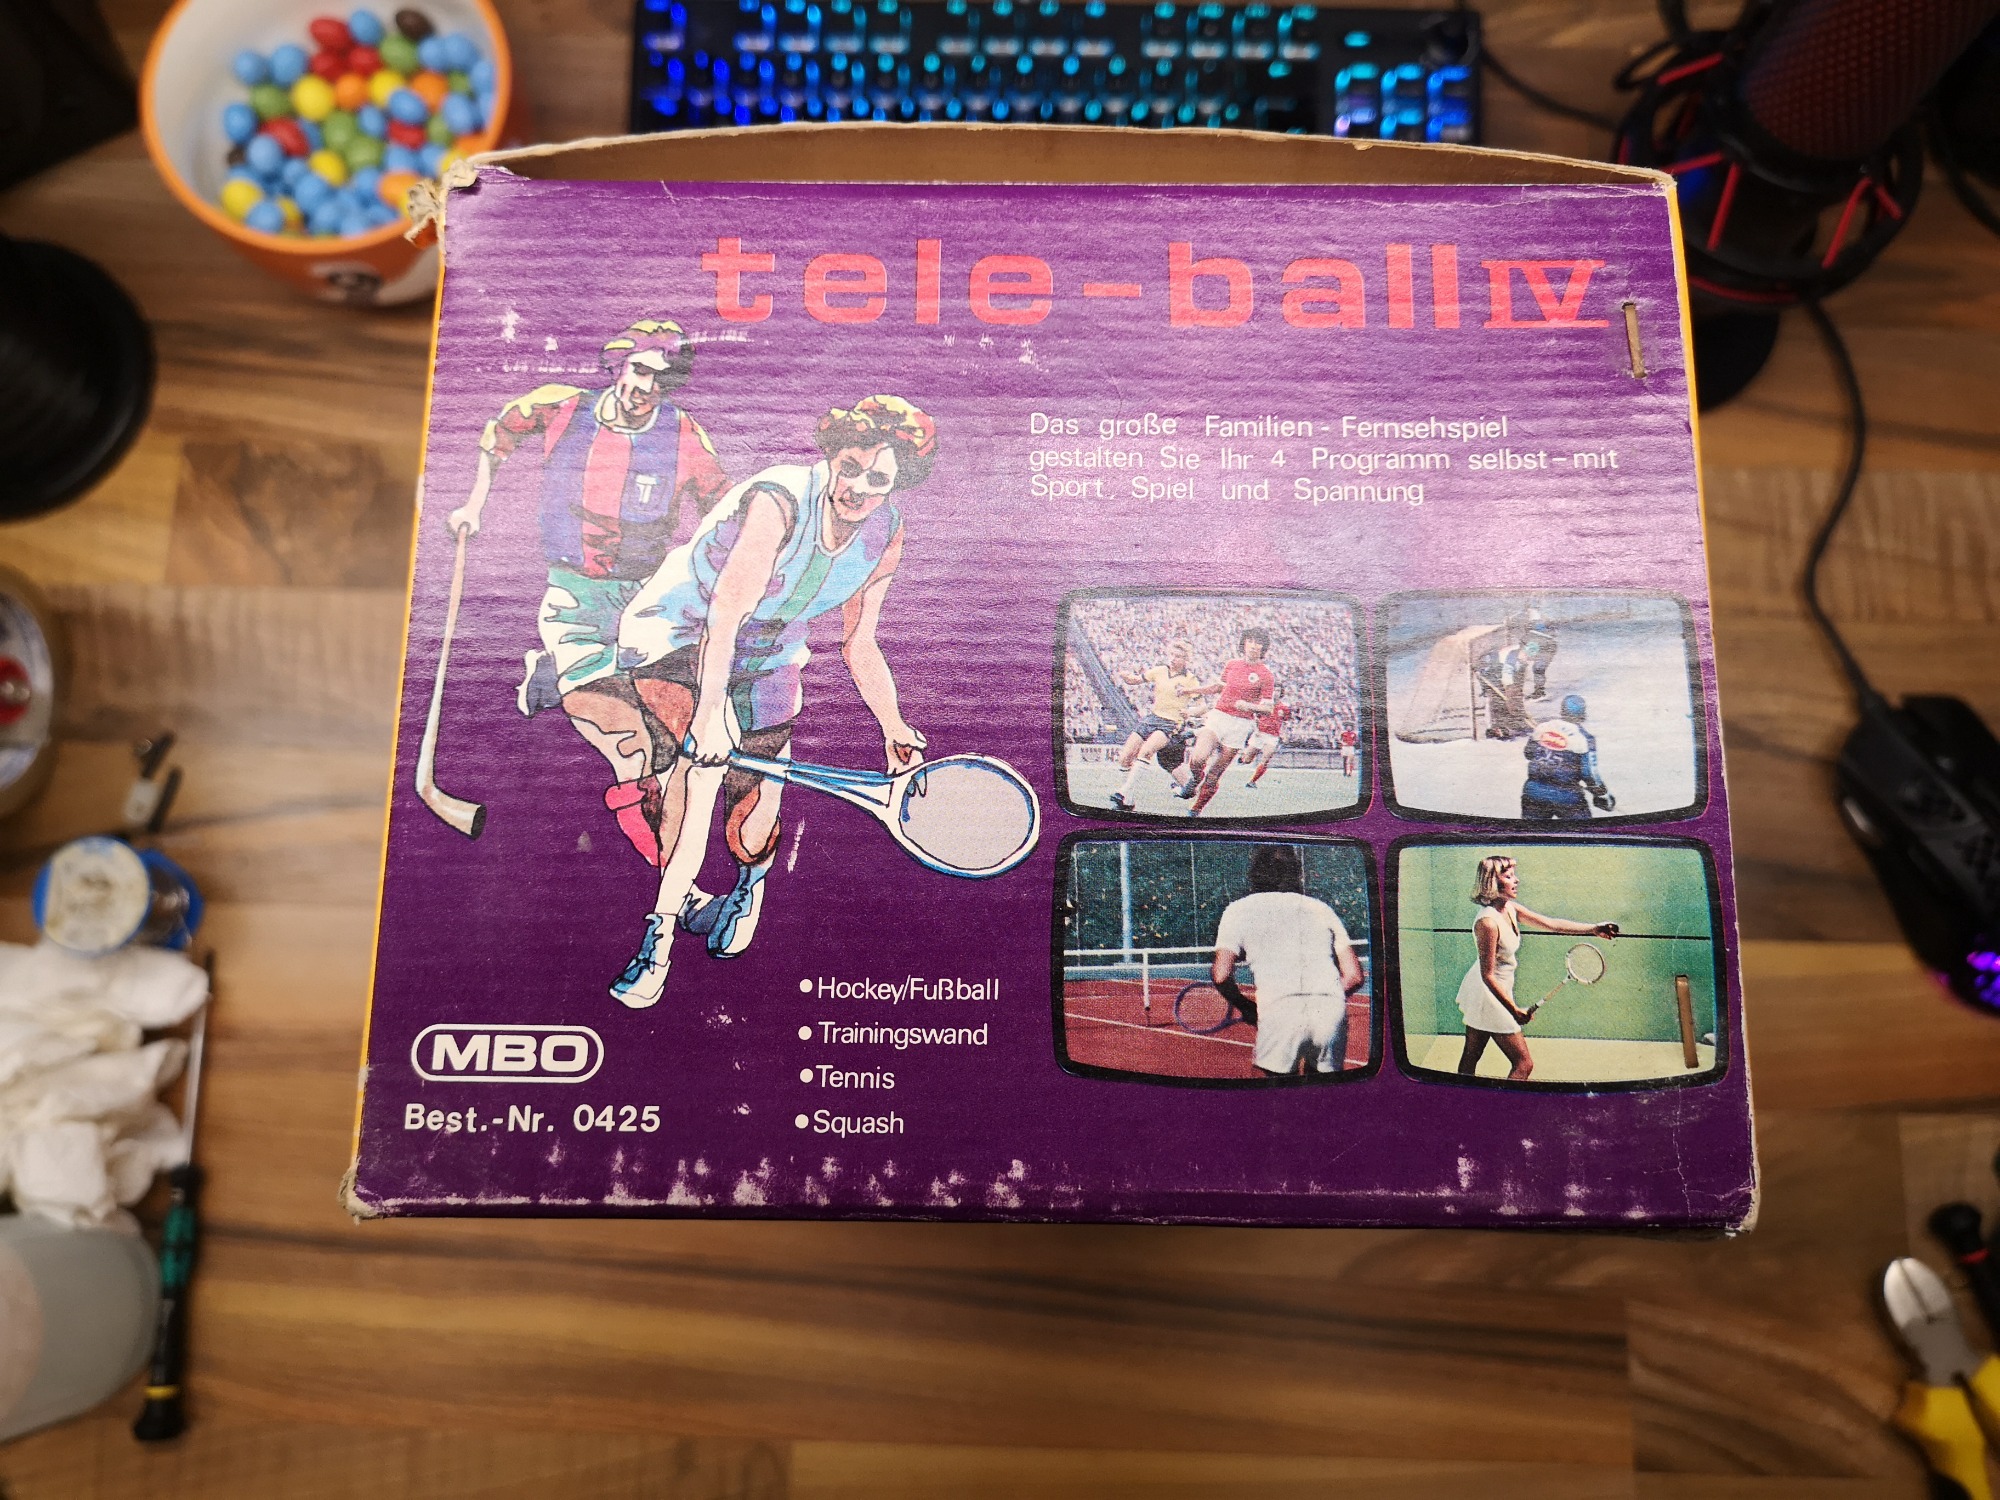 tele-ball IV
Das große Familien - Fernsehspiel
gestalten Sie Ihr 4 Programm selbst – mit
Sport. Spiel und Spannung
•Hockey/Fußball
•Trainingswand
•Tennis
•Squash
MBO
Best.-Nr. 0425